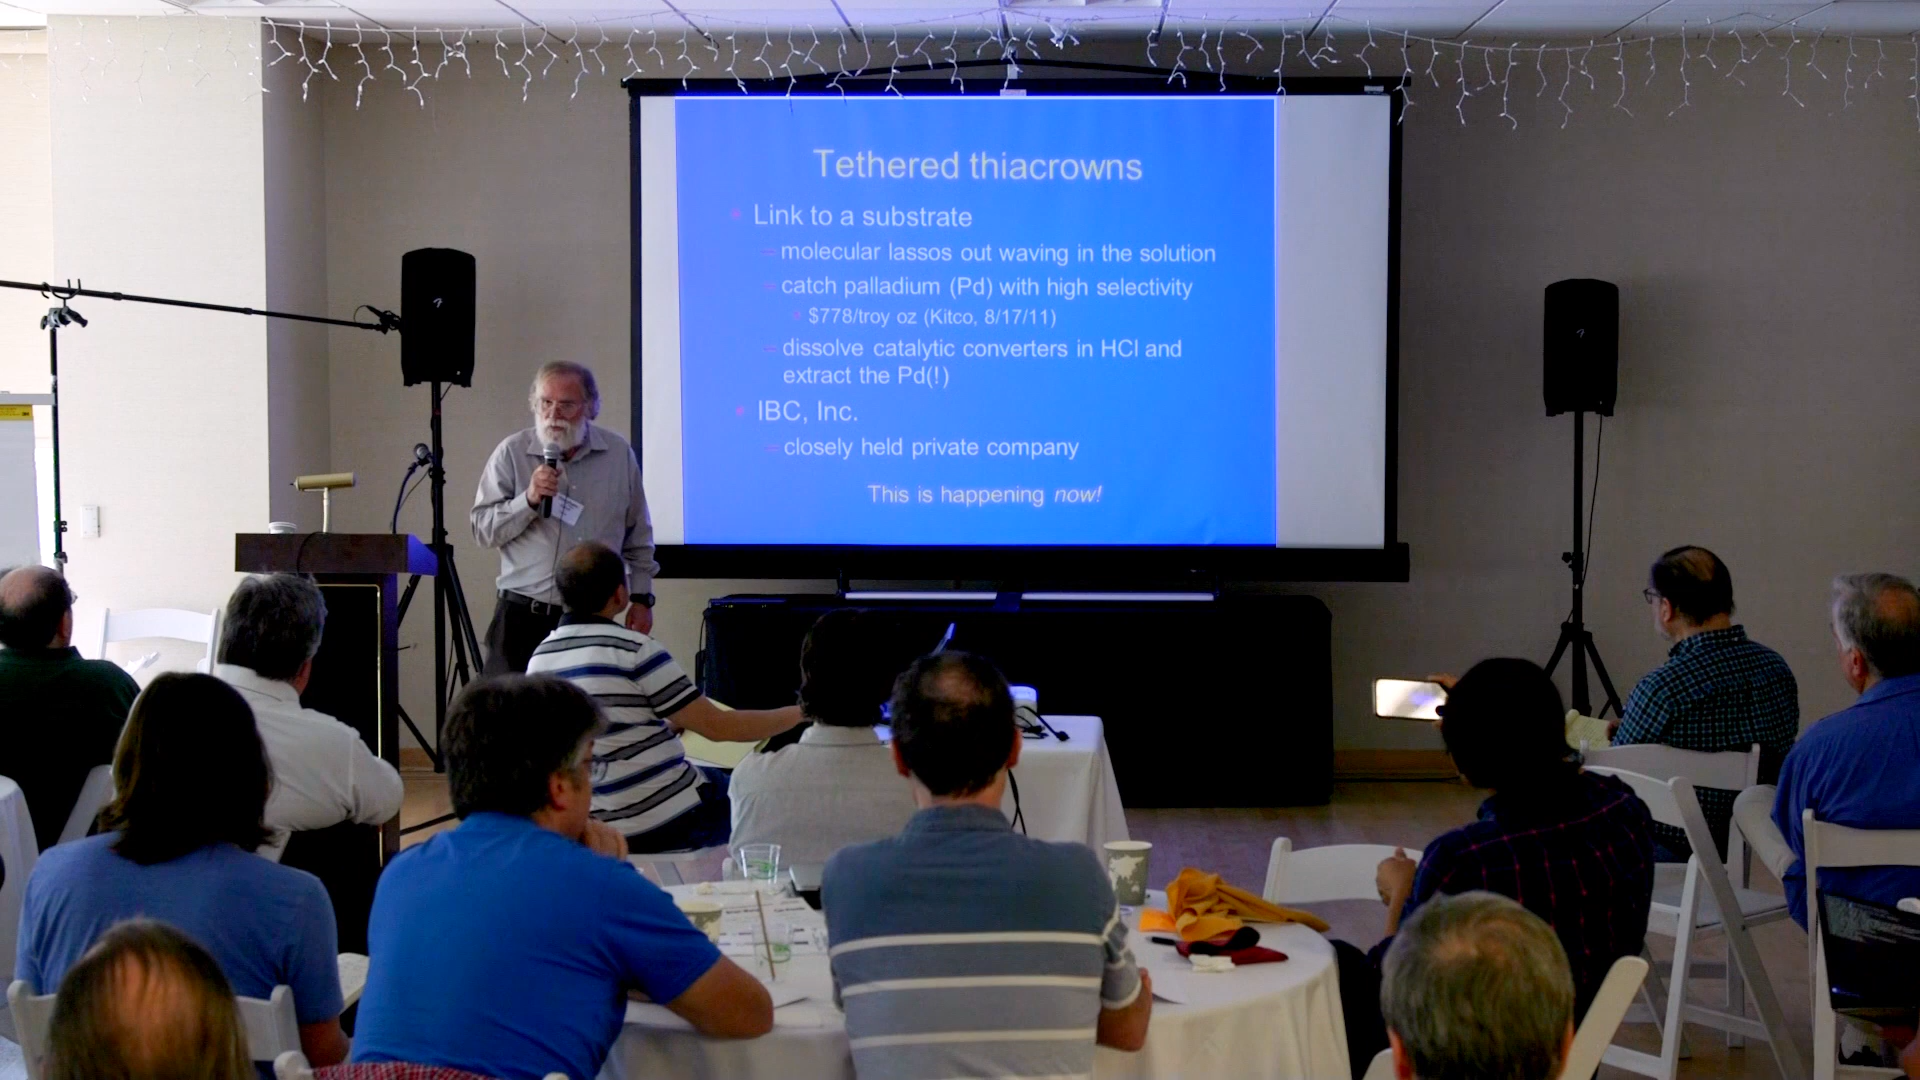 Tethered thiacrowns
Link to a substrate
molecular lassos out waving in the solution
catch palladium (Pd) with high selectivity
$778/troy oz (Kitco, 8/17/11)
dissolve catalytic converters in HCl and
extract the Pd(!)
IBC, Inc.
closely held private company
This is happening now!